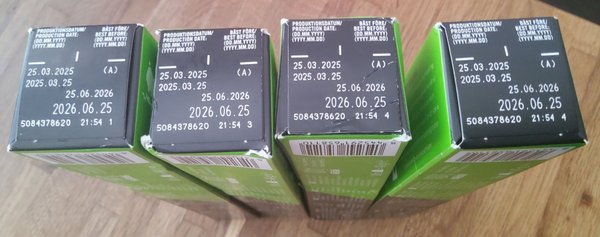 PRODUKTIONSDATUM/
PRODUCTION DATE:
(DD.MM.YYYY)
(YYYY.MM.DD)
BÄST FÖRE/
BEST BEFORE:
(DD.MM.YYYY)
(YYYY.MM.DD)
25.03.2025 (A)
2025.03.25
25.06.2026
2026.06.25
5084378620 21:54 1
PRODUKTIONSDATUM/
PRODUCTION DATE:
(DD.MM.YYYY)
(YYYY.MM.DD)
BÄST FÖRE/
BEST BEFORE:
(DD.MM.YYYY)
(YYYY.MM.DD)
25.03.2025 (A)
2025.03.25
25.06.2026
2026.06.25
5084378620 21:54 3
PRODUKTIONSDATUM/
PRODUCTION DATE:
(DD.MM.YYYY)
(YYYY.MM.DD)
BÄST FÖRE/
BEST BEFORE:
(DD.MM.YYYY)
(YYYY.MM.DD)
25.03.2025 (A)
2025.03.25
25.06.2026
2026.06.25
5084378620 21:54 4
PRODUKTIONSDATUM/
PRODUCTION DATE:
(DD.MM.YYYY)
(YYYY.MM.DD)
BÄST FÖRE/
BEST BEFORE:
(DD.MM.YYYY)
(YYYY.MM.DD)
25.03.2025 (A)
2025.03.25
25.06.2026
2026.06.25
5084378620 21:54 4